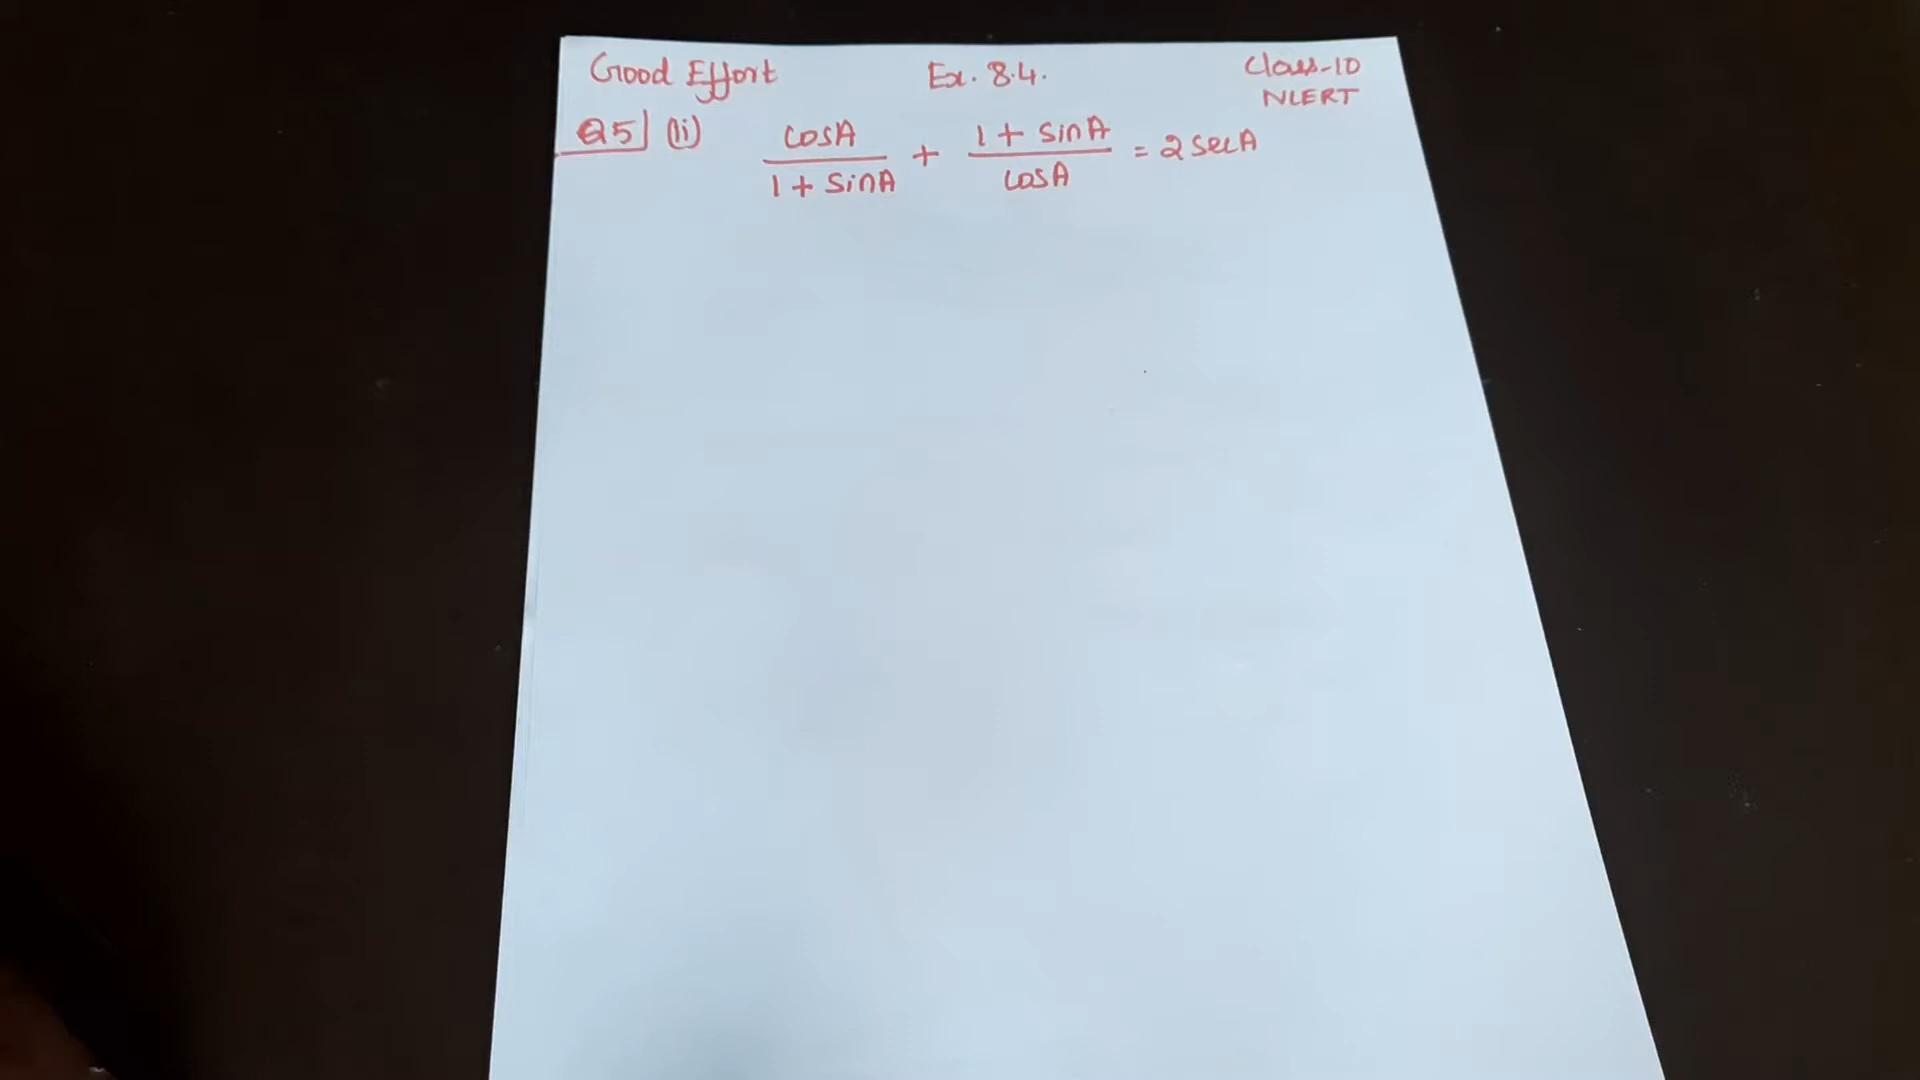 Good Effort Ex. 8.4. Class-10
NCERT
Q5 (ii) cosA / 1 + sinA + 1 + sinA / cosA = 2 secA